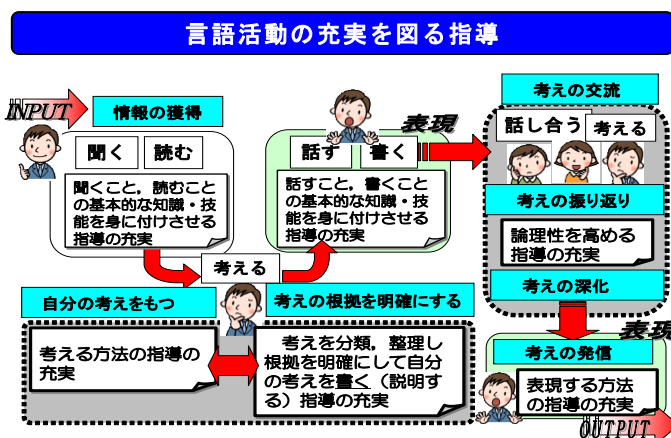 言語活動の充実を図る指導
INPUT
情報の獲得
聞く
読む
聞くこと，読むこと
の基本的な知識・技
能を身に付けさせる
指導の充実
考える
自分の考えをもつ
考える方法の指導の
充実
考えの根拠を明確にする
考えを分類，整理し
根拠を明確にして自分
の考えを書く（説明す
る）指導の充実
表現
話す
書く
話すこと，書くこと
の基本的な知識・技
能を身に付けさせる
指導の充実
考えの交流
話し合う
考える
考えの振り返り
論理性を高める
指導の充実
考えの深化
表現
考えの発信
表現する方法
の指導の充実
OUTPUT